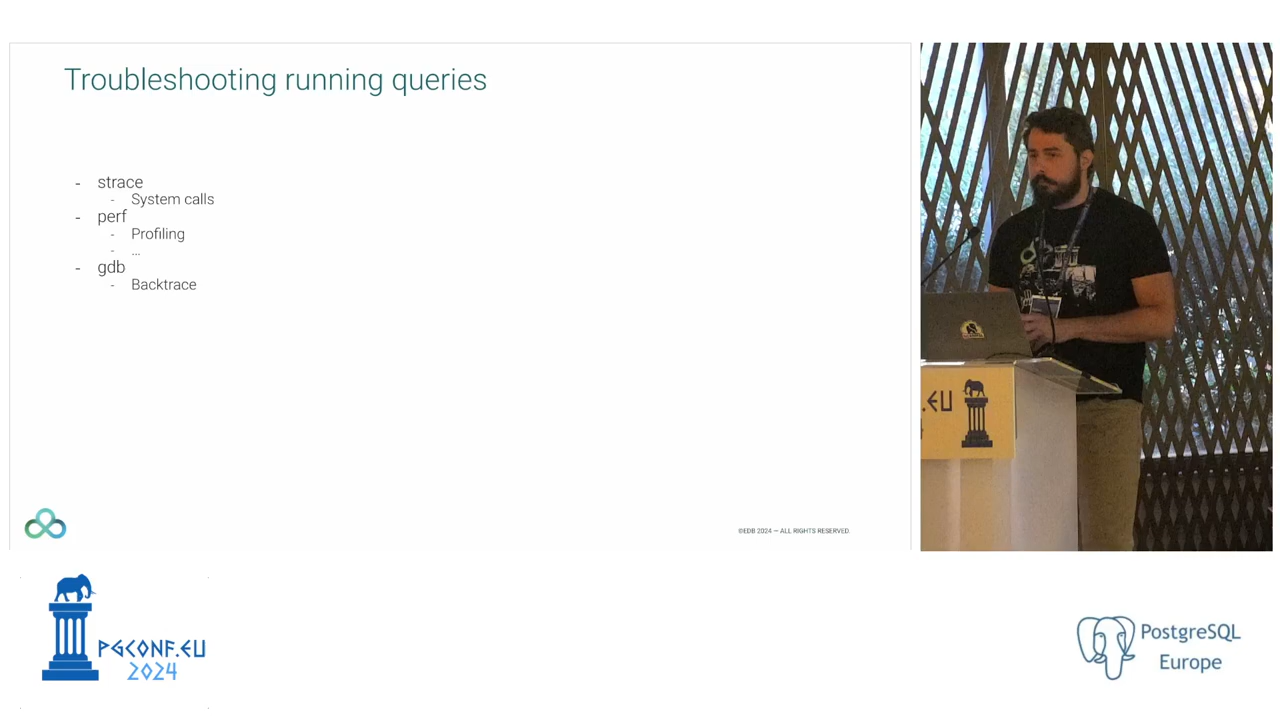 Troubleshooting running queries
- strace
- System calls
- perf
- Profiling
- ...
- gdb
- Backtrace
©EDB 2024 — ALL RIGHTS RESERVED.
.EU
PGCONF.EU
2024
PostgreSQL
Europe